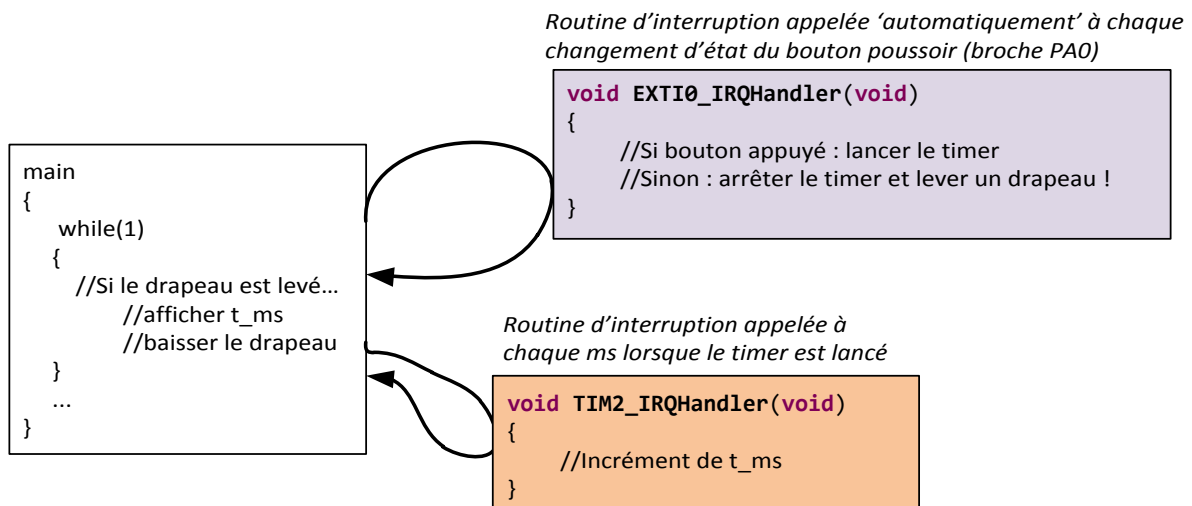 Routine d’interruption appelée ‘automatiquement’ à chaque
changement d’état du bouton poussoir (broche PA0)
void EXTI0_IRQHandler(void)
{
//Si bouton appuyé : lancer le timer
//Sinon : arrêter le timer et lever un drapeau !
}
main
{
while(1)
{
//Si le drapeau est levé...
//afficher t_ms
//baisser le drapeau
}
...
}
Routine d’interruption appelée à
chaque ms lorsque le timer est lancé
void TIM2_IRQHandler(void)
{
//Incrément de t_ms
}